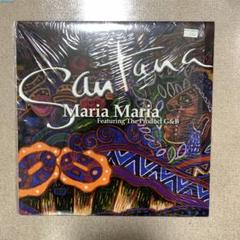 Santana
Maria Maria
Featuring The Product G&B